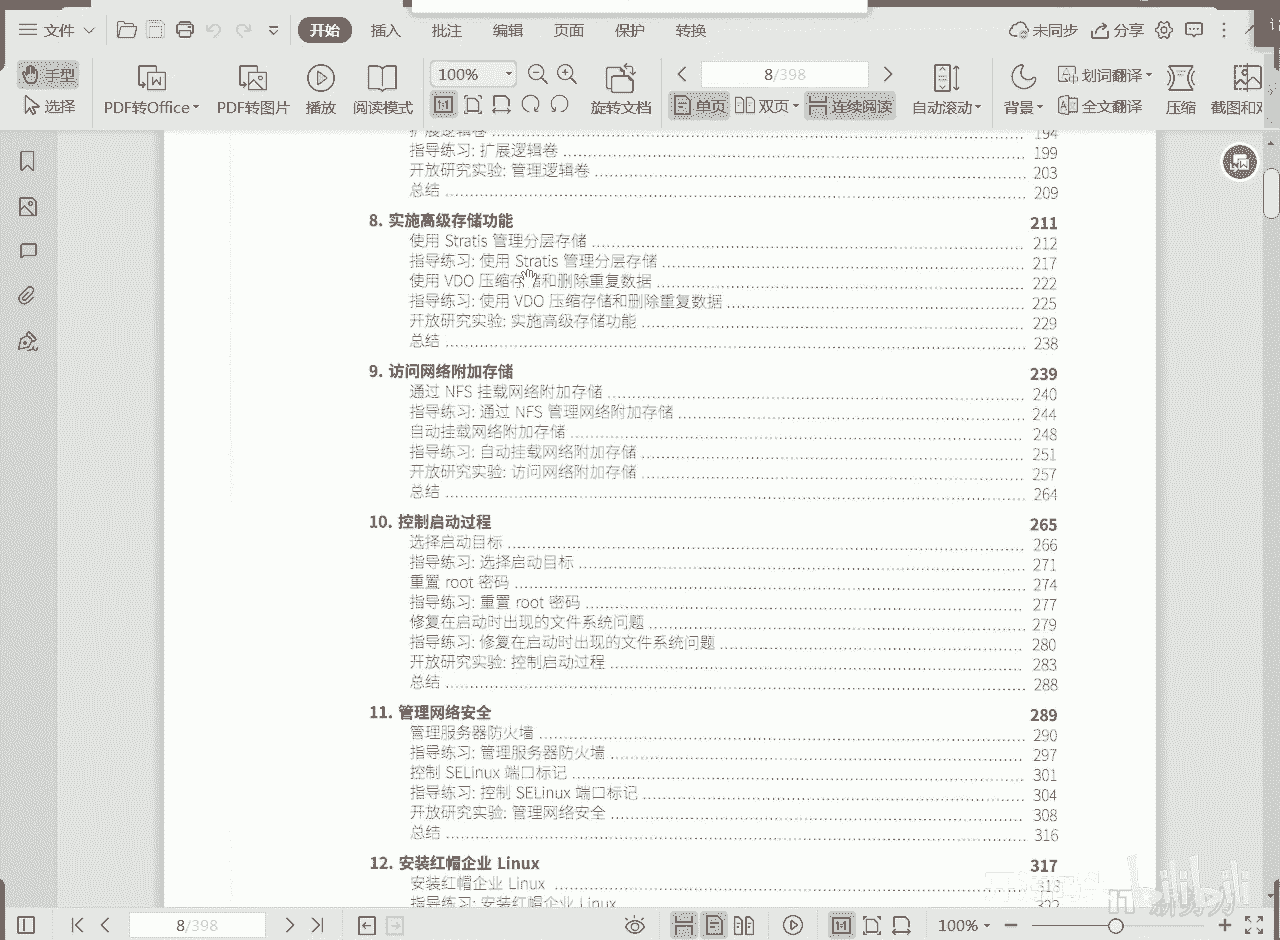 文件 开始 插入 批注 编辑 页面 保护 转换 未同步 分享
手型 100% 8/398 划词翻译
选择 PDF转Office PDF转图片 播放 阅读模式 旋转文档 单页 双页 连续阅读 自动滚动 背景 全文翻译 压缩 截图和对
扩展逻辑卷 194
指导练习: 扩展逻辑卷 199
开放研究实验: 管理逻辑卷 203
总结 209
8. 实施高级存储功能 211
使用 Stratis 管理分层存储 212
指导练习: 使用 Stratis 管理分层存储 217
使用 VDO 压缩存储和删除重复数据 222
指导练习: 使用 VDO 压缩存储和删除重复数据 225
开放研究实验: 实施高级存储功能 229
总结 238
9. 访问网络附加存储 239
通过 NFS 挂载网络附加存储 240
指导练习: 通过 NFS 管理网络附加存储 244
自动挂载网络附加存储 248
指导练习: 自动挂载网络附加存储 251
开放研究实验: 访问网络附加存储 257
总结 264
10. 控制启动过程 265
选择启动目标 266
指导练习: 选择启动目标 271
重置 root 密码 274
指导练习: 重置 root 密码 277
修复在启动时出现的文件系统问题 279
指导练习: 修复在启动时出现的文件系统问题 280
开放研究实验: 控制启动过程 283
总结 288
11. 管理网络安全 289
管理服务器防火墙 290
指导练习: 管理服务器防火墙 297
控制 SELinux 端口标记 301
指导练习: 控制 SELinux 端口标记 304
开放研究实验: 管理网络安全 308
总结 316
12. 安装红帽企业 Linux 317
安装红帽企业 Linux 318
指导练习: 安装红帽企业 Linux 322
bilibili
8/398 100%